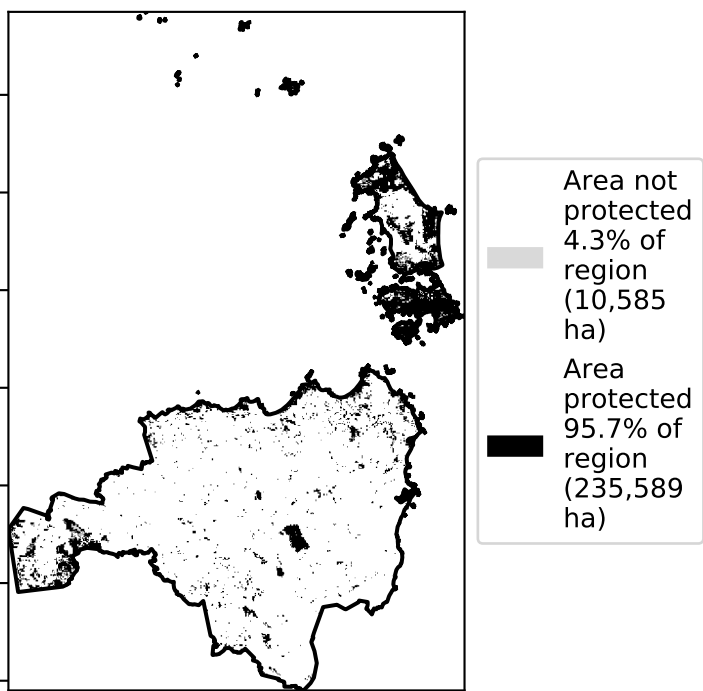 Area not
protected
4.3% of
region
(10,585
ha)
Area
protected
95.7% of
region
(235,589
ha)